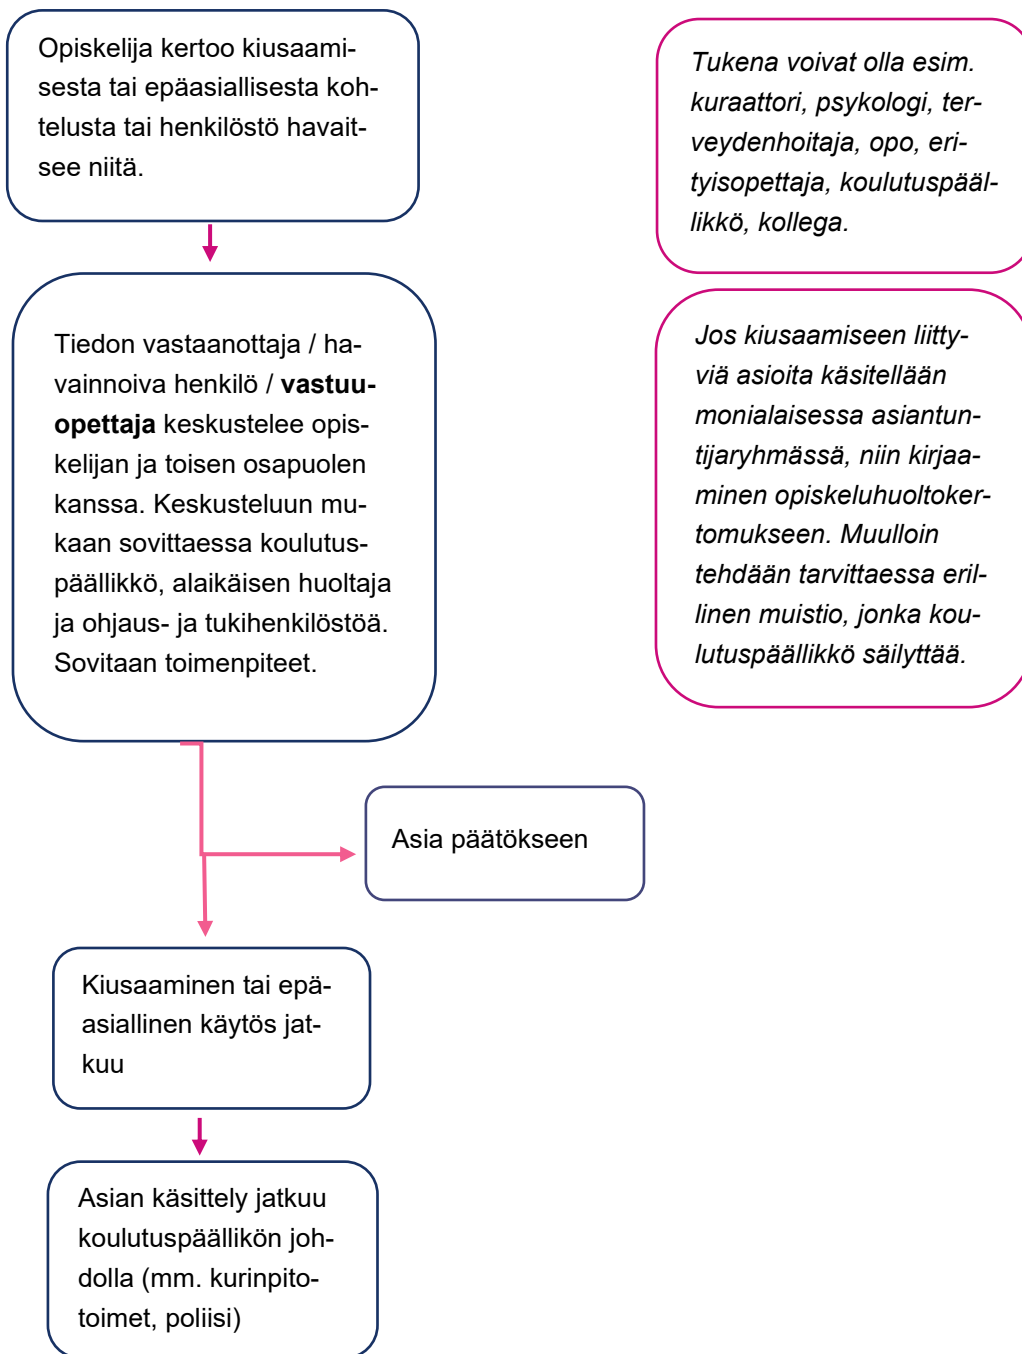 Opiskelija kertoo kiusaami-
sesta tai epäasiallisesta koh-
telusta tai henkilöstö havait-
see niitä.
Tukena voivat olla esim.
kuraattori, psykologi, ter-
veydenhoitaja, opo, eri-
tyisopettaja, koulutuspääl-
likkö, kollega.
Tiedon vastaanottaja / ha-
vainnoiva henkilö / vastuu-
opettaja keskustelee opis-
kelijan ja toisen osapuolen
kanssa. Keskusteluun mu-
kaan sovittaessa koulutus-
päällikkö, alaikäisen huoltaja
ja ohjaus- ja tukihenkilöstöä.
Sovitaan toimenpiteet.
Jos kiusaamiseen liitty-
viä asioita käsitellään
monialaisessa asiantun-
tijaryhmässä, niin kirjaa-
minen opiskeluhuoltoker-
tomukseen. Muulloin
tehdään tarvittaessa eril-
linen muistio, jonka kou-
lutuspäällikkö säilyttää.
Asia päätökseen
Kiusaaminen tai epä-
asiallinen käytös jat-
kuu
Asian käsittely jatkuu
koulutuspäällikön joh-
dolla (mm. kurinpito-
toimet, poliisi)